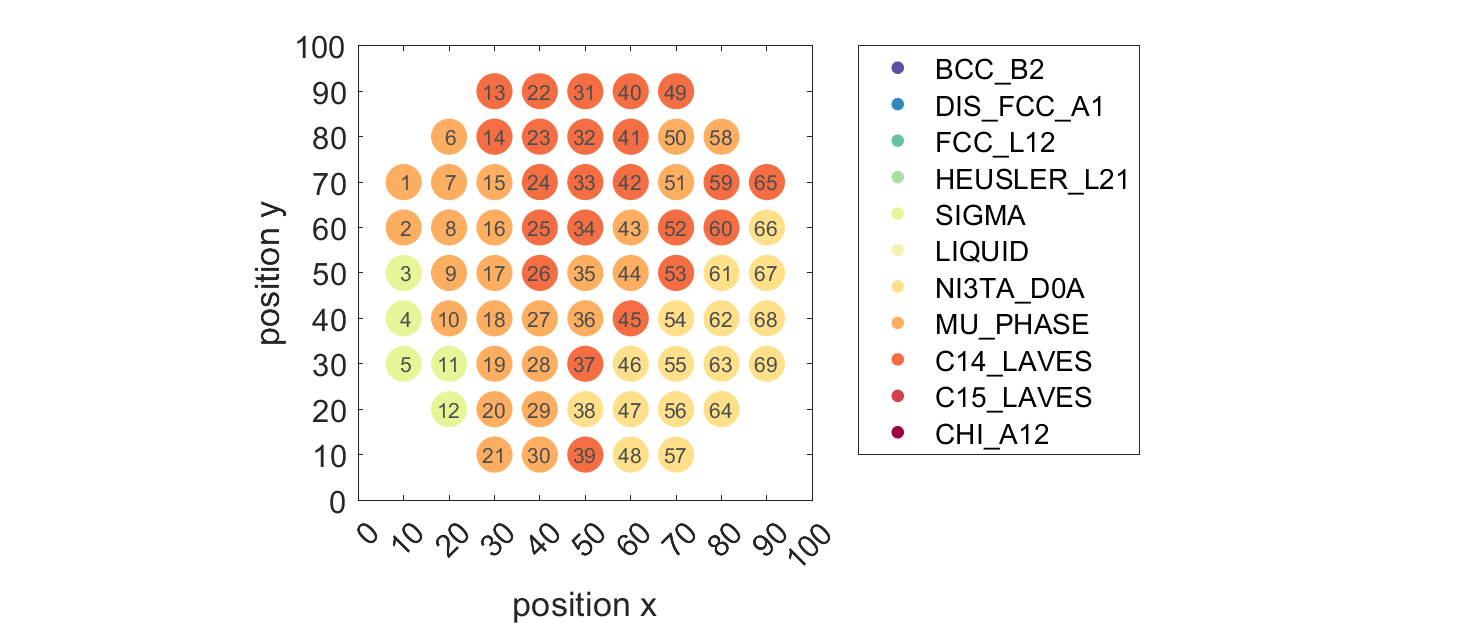 100
90
80
70
60
50
40
30
20
10
0
13 22 31 40 49
6 14 23 32 41 50 58
1 7 15 24 33 42 51 59 65
2 8 16 25 34 43 52 60 66
3 9 17 26 35 44 53 61 67
4 10 18 27 36 45 54 62 68
5 11 19 28 37 46 55 63 69
12 20 29 38 47 56 64
21 30 39 48 57
0 10 20 30 40 50 60 70 80 90 100
position x
position y
BCC_B2
DIS_FCC_A1
FCC_L12
HEUSLER_L21
SIGMA
LIQUID
NI3TA_D0A
MU_PHASE
C14_LAVES
C15_LAVES
CHI_A12